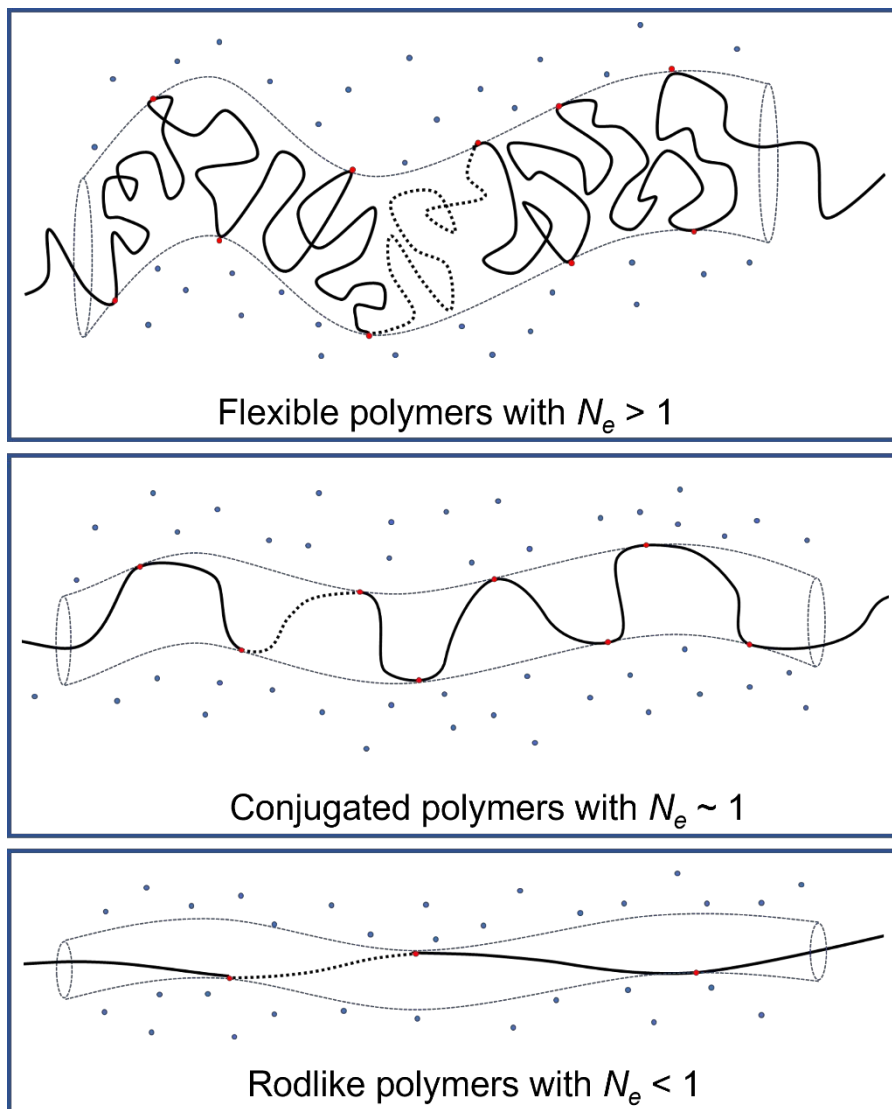 Flexible polymers with Nₑ > 1
Conjugated polymers with Nₑ ~ 1
Rodlike polymers with Nₑ < 1